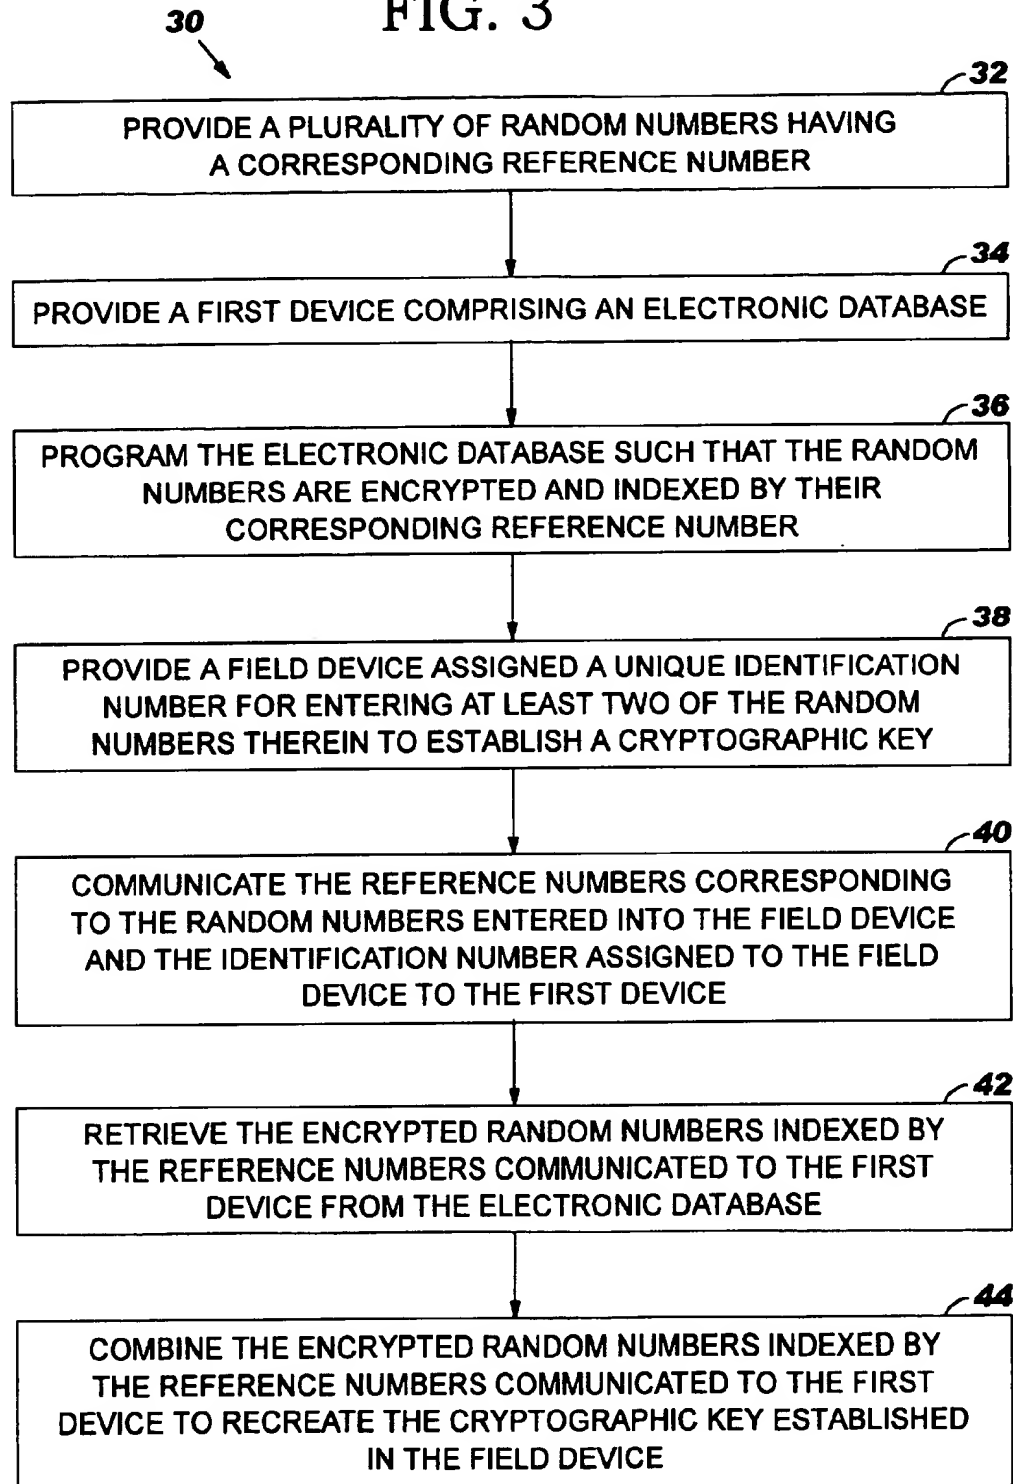 FIG. 3
30
32
PROVIDE A PLURALITY OF RANDOM NUMBERS HAVING
A CORRESPONDING REFERENCE NUMBER
34
PROVIDE A FIRST DEVICE COMPRISING AN ELECTRONIC DATABASE
36
PROGRAM THE ELECTRONIC DATABASE SUCH THAT THE RANDOM
NUMBERS ARE ENCRYPTED AND INDEXED BY THEIR
CORRESPONDING REFERENCE NUMBER
38
PROVIDE A FIELD DEVICE ASSIGNED A UNIQUE IDENTIFICATION
NUMBER FOR ENTERING AT LEAST TWO OF THE RANDOM
NUMBERS THEREIN TO ESTABLISH A CRYPTOGRAPHIC KEY
40
COMMUNICATE THE REFERENCE NUMBERS CORRESPONDING
TO THE RANDOM NUMBERS ENTERED INTO THE FIELD DEVICE
AND THE IDENTIFICATION NUMBER ASSIGNED TO THE FIELD
DEVICE TO THE FIRST DEVICE
42
RETRIEVE THE ENCRYPTED RANDOM NUMBERS INDEXED BY
THE REFERENCE NUMBERS COMMUNICATED TO THE FIRST
DEVICE FROM THE ELECTRONIC DATABASE
44
COMBINE THE ENCRYPTED RANDOM NUMBERS INDEXED BY
THE REFERENCE NUMBERS COMMUNICATED TO THE FIRST
DEVICE TO RECREATE THE CRYPTOGRAPHIC KEY ESTABLISHED
IN THE FIELD DEVICE